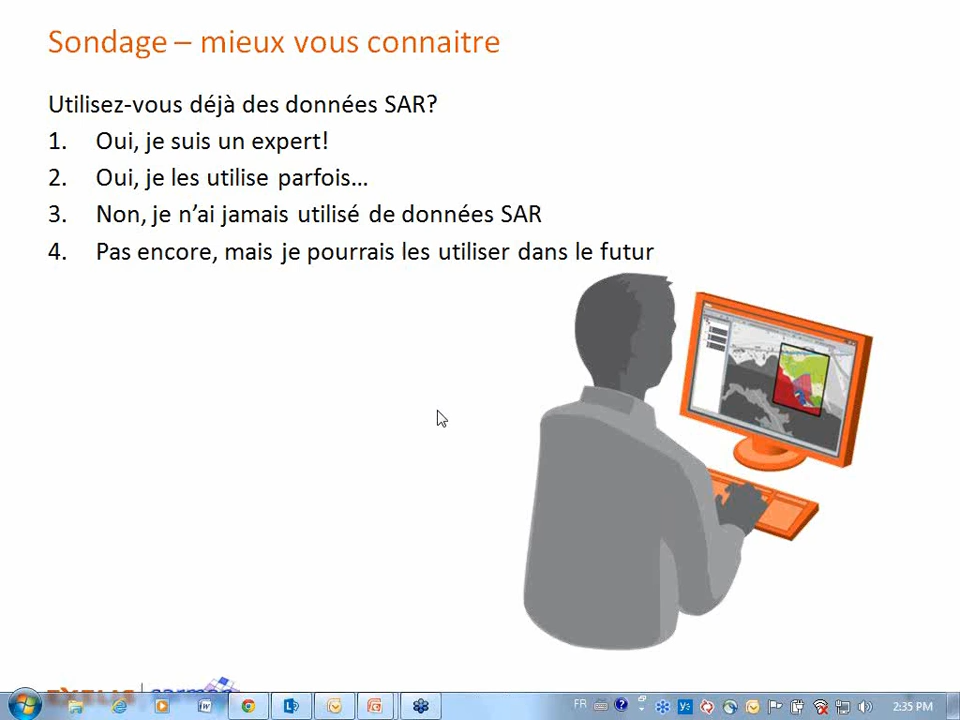 Sondage – mieux vous connaitre
Utilisez-vous déjà des données SAR?
1. Oui, je suis un expert!
2. Oui, je les utilise parfois…
3. Non, je n’ai jamais utilisé de données SAR
4. Pas encore, mais je pourrais les utiliser dans le futur
FR
2:35 PM